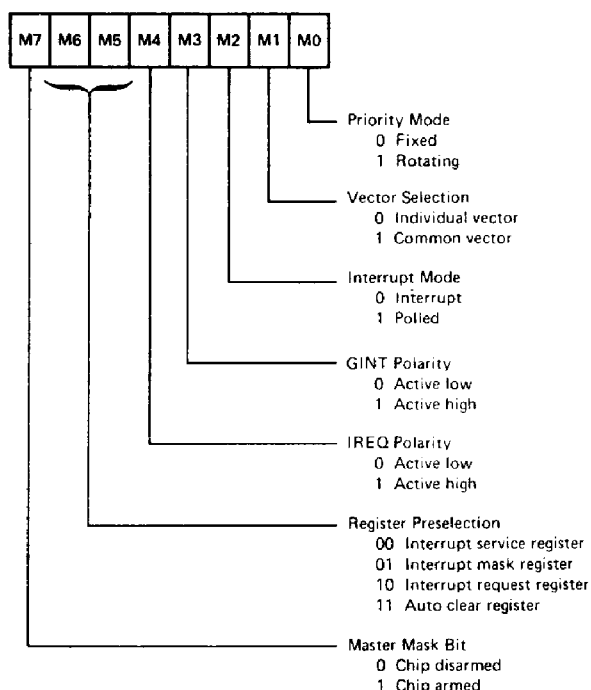 M7 M6 M5 M4 M3 M2 M1 M0
Priority Mode
0 Fixed
1 Rotating
Vector Selection
0 Individual vector
1 Common vector
Interrupt Mode
0 Interrupt
1 Polled
GINT Polarity
0 Active low
1 Active high
IREQ Polarity
0 Active low
1 Active high
Register Preselection
00 Interrupt service register
01 Interrupt mask register
10 Interrupt request register
11 Auto clear register
Master Mask Bit
0 Chip disarmed
1 Chip armed